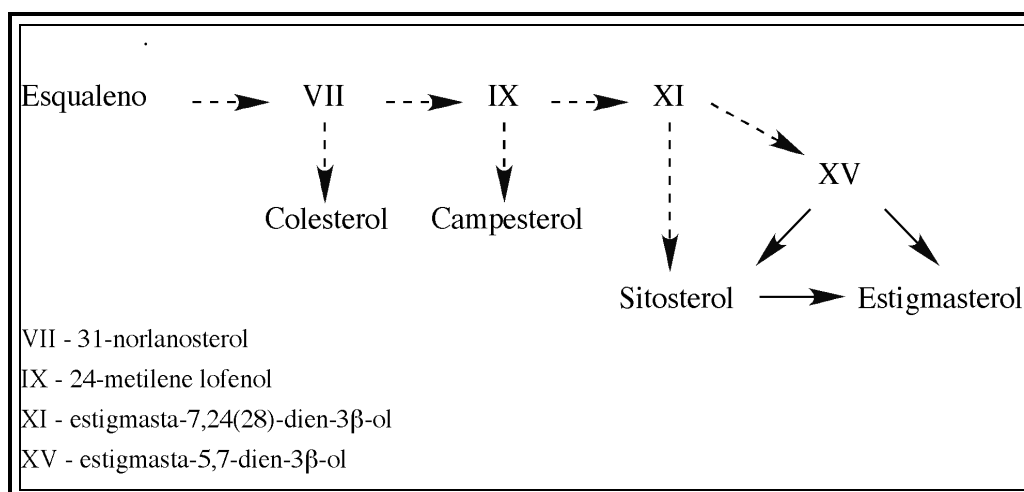 Esqualeno VII IX XI
XV
Colesterol Campesterol
Sitosterol Estigmasterol
VII - 31-norlanosterol
IX - 24-metilene lofenol
XI - estigmasta-7,24(28)-dien-3β-ol
XV - estigmasta-5,7-dien-3β-ol